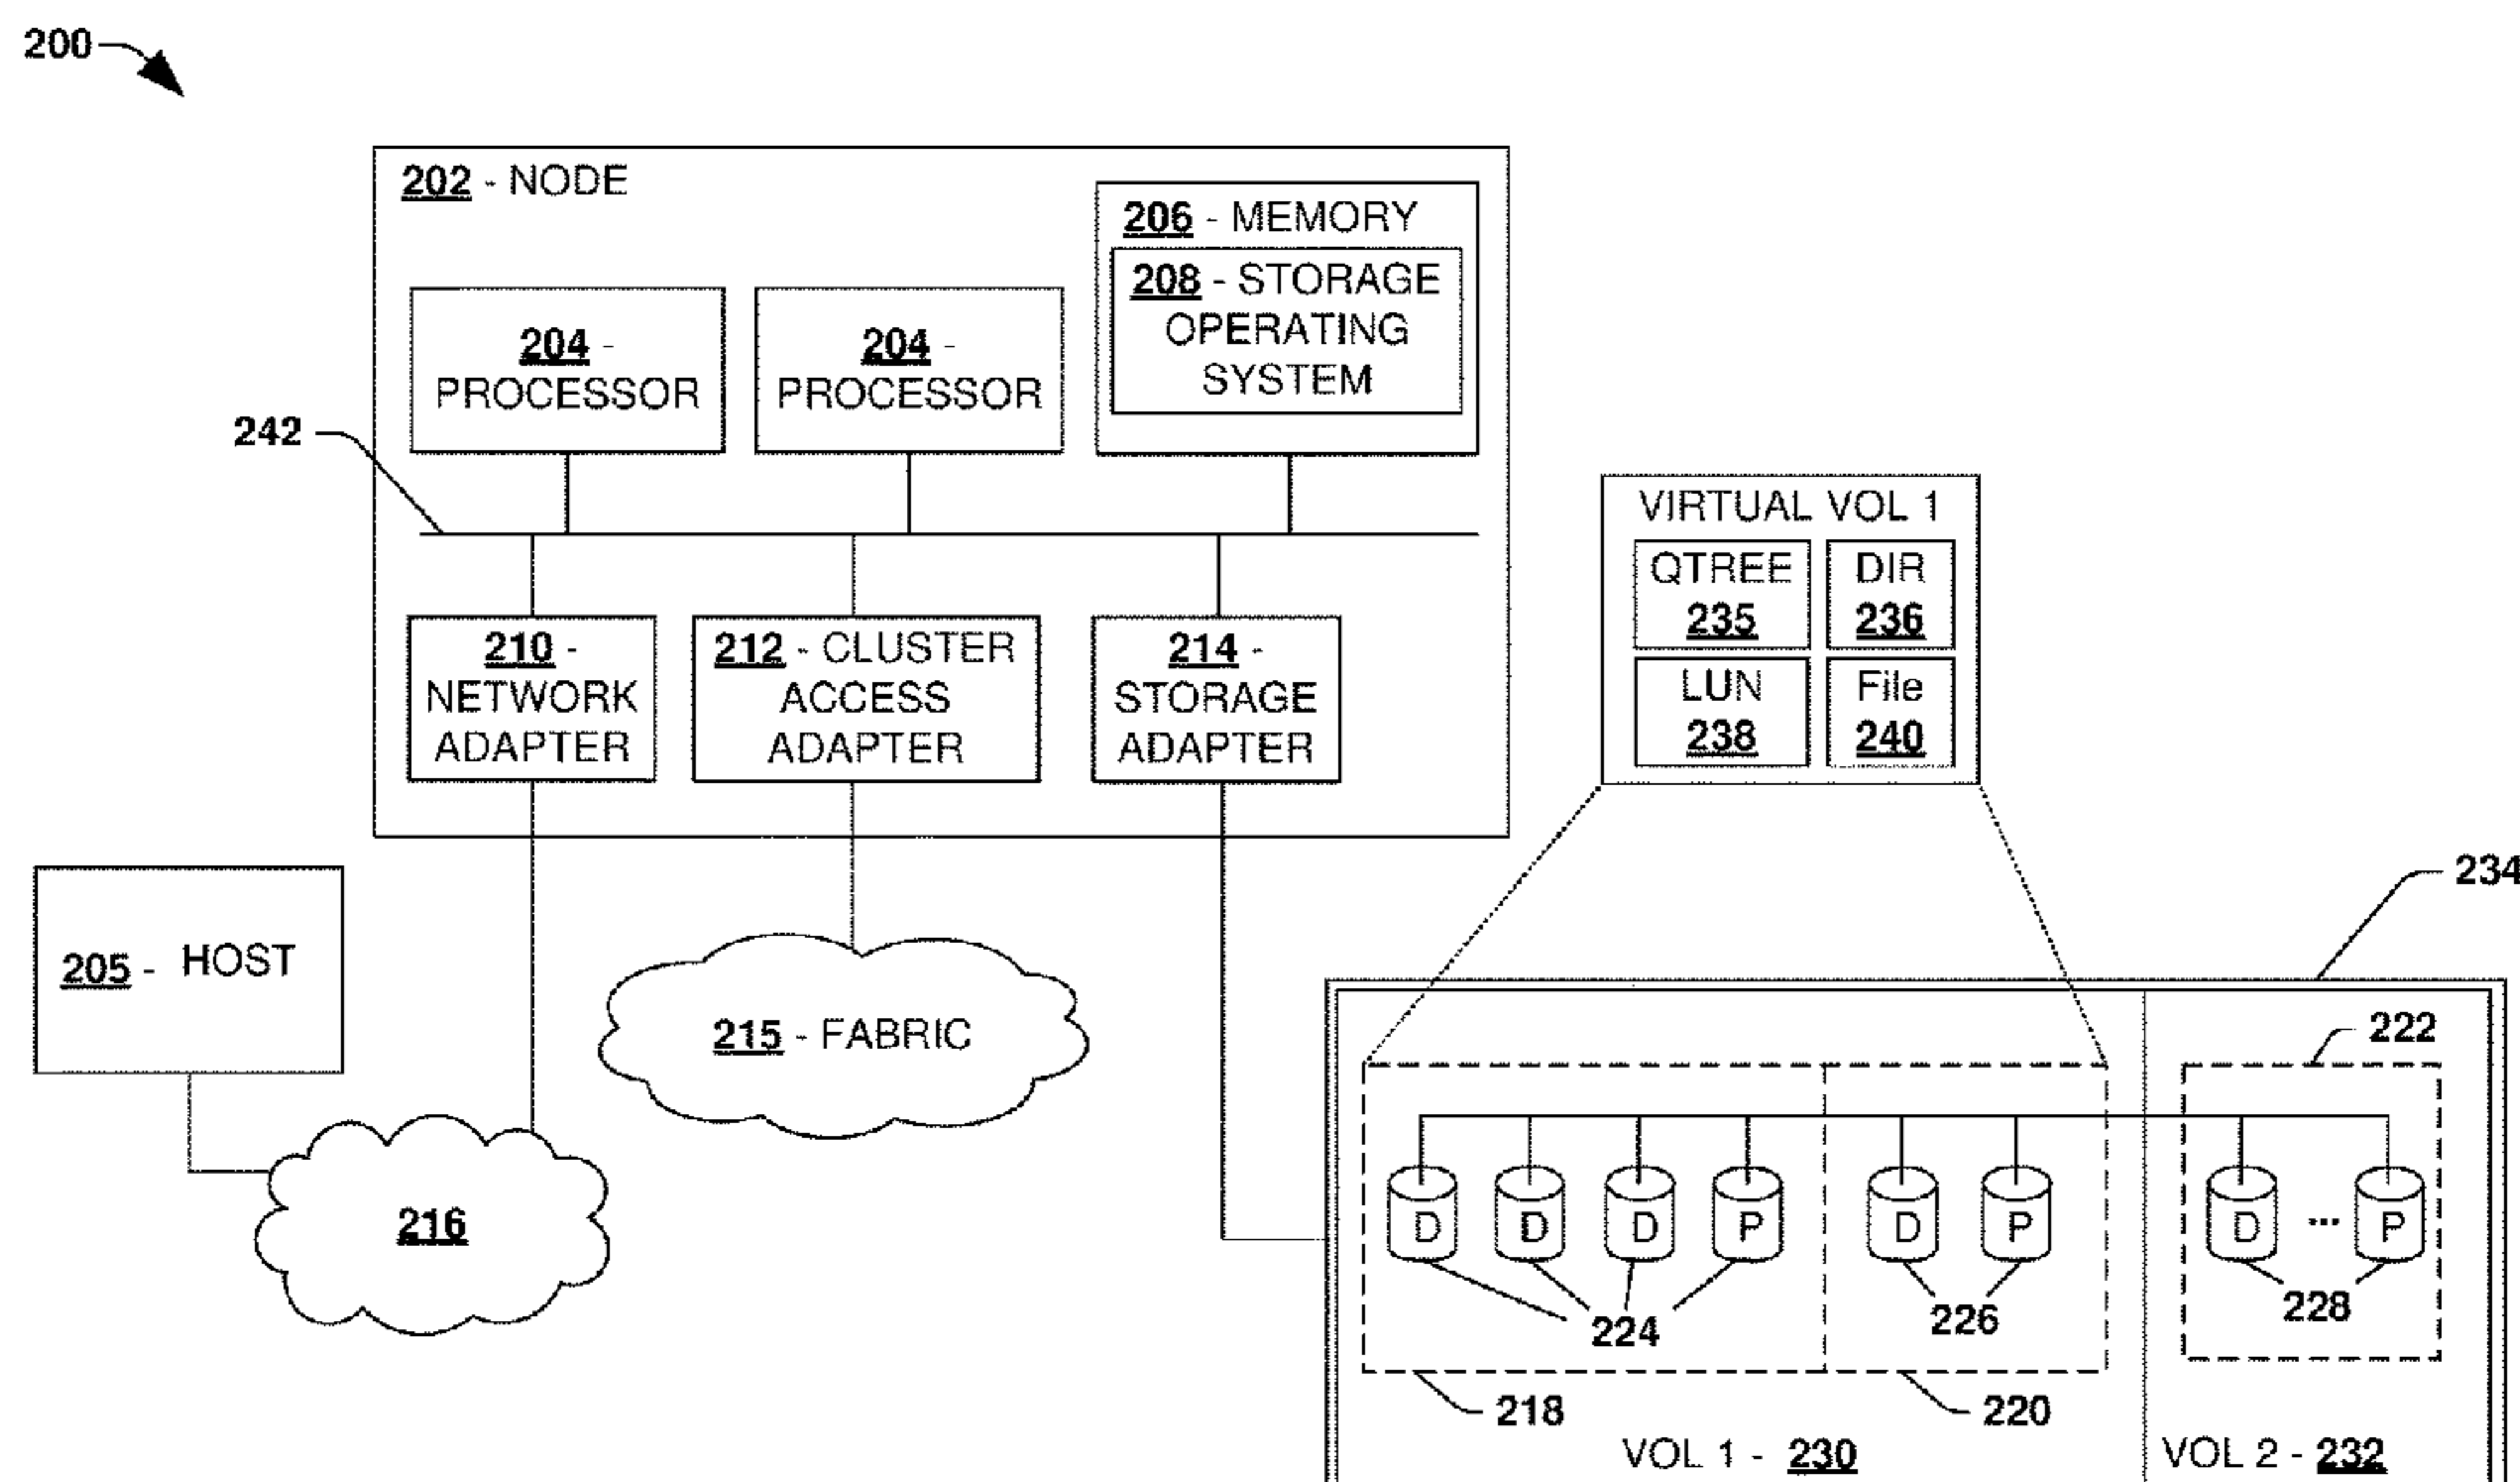 200
202 - NODE
206 - MEMORY
208 - STORAGE
OPERATING
SYSTEM
204 -
PROCESSOR
204 -
PROCESSOR
242
210 -
NETWORK
ADAPTER
212 - CLUSTER
ACCESS
ADAPTER
214 -
STORAGE
ADAPTER
VIRTUAL VOL 1
QTREE
235
DIR
236
LUN
238
File
240
205 - HOST
215 - FABRIC
216
234
222
D D D P D P D ... P
224
226
228
218
220
VOL 1 - 230
VOL 2 - 232